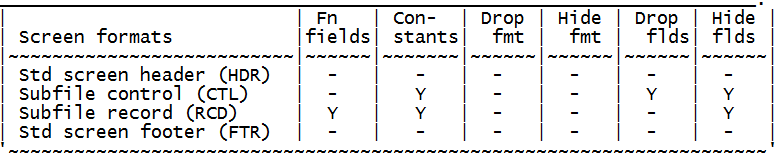 | | Fn | Con- | Drop | Hide | Drop | Hide |
| Screen formats |fields| stants| fmt | fmt | flds | flds |
|~~~~~~~~~~~~~~~~~~~~~~~~~~|~~~~~~|~~~~~~~|~~~~~~|~~~~~~|~~~~~~|~~~~~~|
| Std screen header (HDR) | - | - | - | - | - | - |
| Subfile control (CTL) | - | Y | - | - | Y | Y |
| Subfile record (RCD) | Y | Y | - | - | - | Y |
| Std screen footer (FTR) | - | - | - | - | - | - |